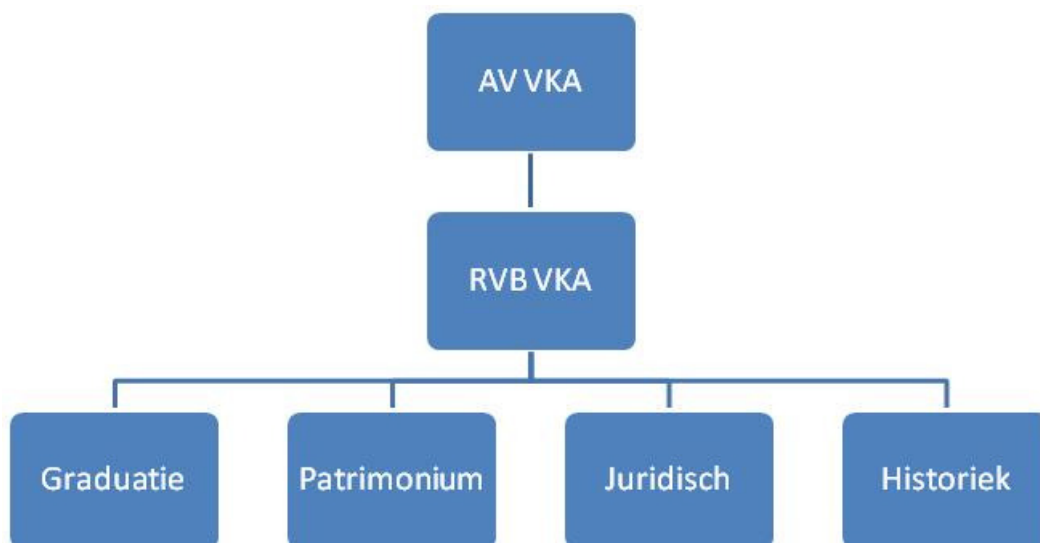 AV VKA
RVB VKA
Graduatie
Patrimonium
Juridisch
Historiek